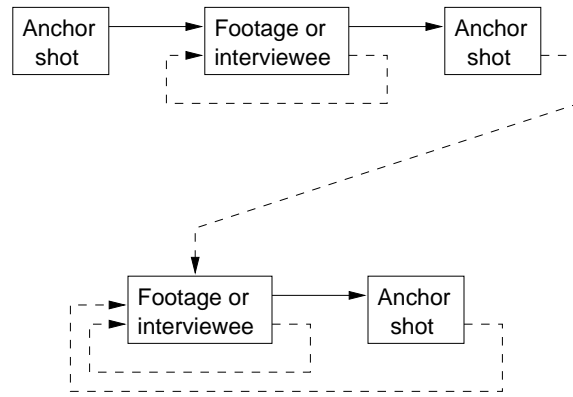 Anchor
shot
Footage or
interviewee
Anchor
shot
Footage or
interviewee
Anchor
shot